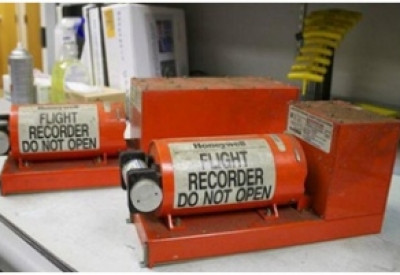 FLIGHT
RECORDER
DO NOT OPEN
Honeywell
FLIGHT
RECORDER
DO NOT OPEN